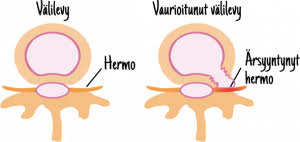 Välilevy
Vaurioitunut välilevy
Hermo
Ärsyyntynyt
hermo